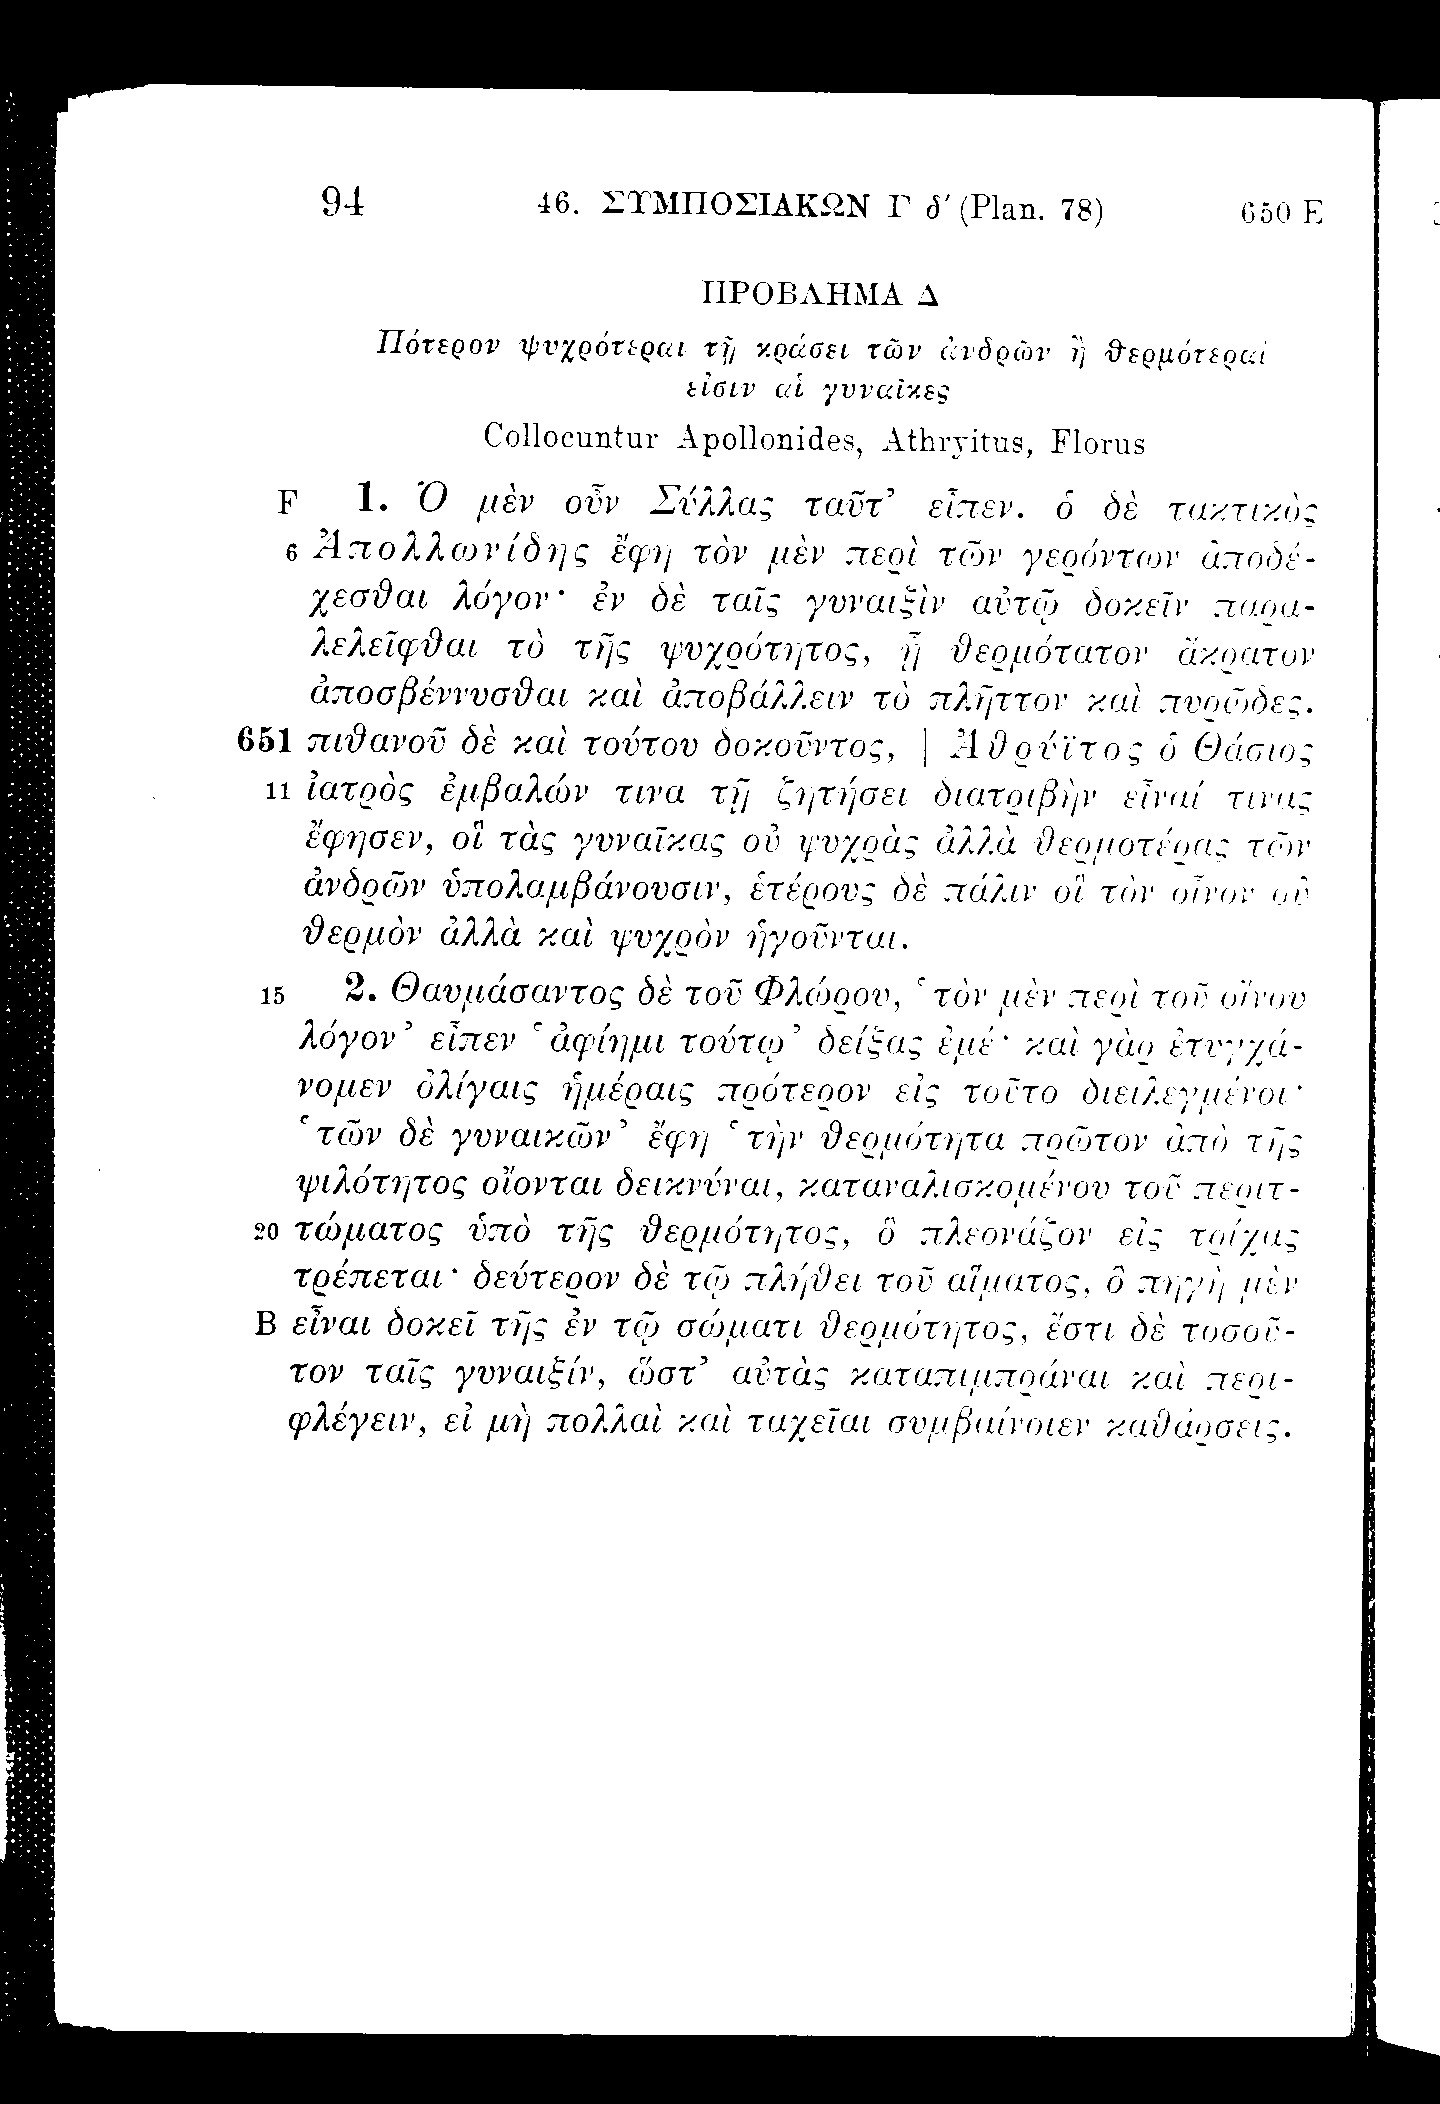 94 46. ΣΥΜΠΟΣΙΑΚΩΝ Γ δ' (Plan. 78) 650 E
ΠΡΟΒΛΗΜΑ Δ
Πότερον ψυχρότεραι τῇ κράσει τῶν ἀνδρῶν ἢ θερμότεραί
εἰσιν αἱ γυναῖκες
Collocuntur Apollonides, Athryitus, Florus
F 1. Ὁ μὲν οὖν Σύλλας ταῦτ’ εἶπεν. ὁ δὲ τακτικὸς
6 Ἀπολλωνίδης ἔφη τὸν μὲν περὶ τῶν γερόντων ἀποδέ-
χεσθαι λόγον· ἐν δὲ ταῖς γυναιξὶν αὐτῷ δοκεῖν παρα-
λελεῖφθαι τὸ τῆς ψυχρότητος, ᾗ θερμότατον ἄκρατον
ἀποσβέννυσθαι καὶ ἀποβάλλειν τὸ πλῆττον καὶ πυρῶδες.
651 πιθανοῦ δὲ καὶ τούτου δοκοῦντος, | Ἀθρύϊτος ὁ Θάσιος
11 ἰατρὸς ἐμβαλών τινα τῇ ζητήσει διατριβὴν εἶναί τινας
ἔφησεν, οἳ τὰς γυναῖκας οὐ ψυχρὰς ἀλλὰ θερμοτέρας τῶν
ἀνδρῶν ὑπολαμβάνουσιν, ἑτέρους δὲ πάλιν οἳ τὸν οἶνον οὐ
θερμὸν ἀλλὰ καὶ ψυχρὸν ἡγοῦνται.
15 2. Θαυμάσαντος δὲ τοῦ Φλώρου, ‘τὸν μὲν περὶ τοῦ οἴνου
λόγον’ εἶπεν ‘ἀφίημι τούτῳ’ δείξας ἐμέ· καὶ γὰρ ἐτυγχά-
νομεν ὀλίγαις ἡμέραις πρότερον εἰς τοῦτο διειλεγμένοι·
‘τῶν δὲ γυναικῶν’ ἔφη ‘τὴν θερμότητα πρῶτον ἀπὸ τῆς
ψιλότητος οἴονται δεικνύναι, καταναλισκομένου τοῦ περιτ-
20 τώματος ὑπὸ τῆς θερμότητος, ὃ πλεονάζον εἰς τρίχας
τρέπεται· δεύτερον δὲ τῷ πλήθει τοῦ αἵματος, ὃ πηγὴ μὲν
B εἶναι δοκεῖ τῆς ἐν τῷ σώματι θερμότητος, ἔστι δὲ τοσοῦ-
τον ταῖς γυναιξίν, ὥστ’ αὐτὰς καταπιμπράναι καὶ περι-
φλέγειν, εἰ μὴ πολλαὶ καὶ ταχεῖαι συμβαίνοιεν καθάρσεις.